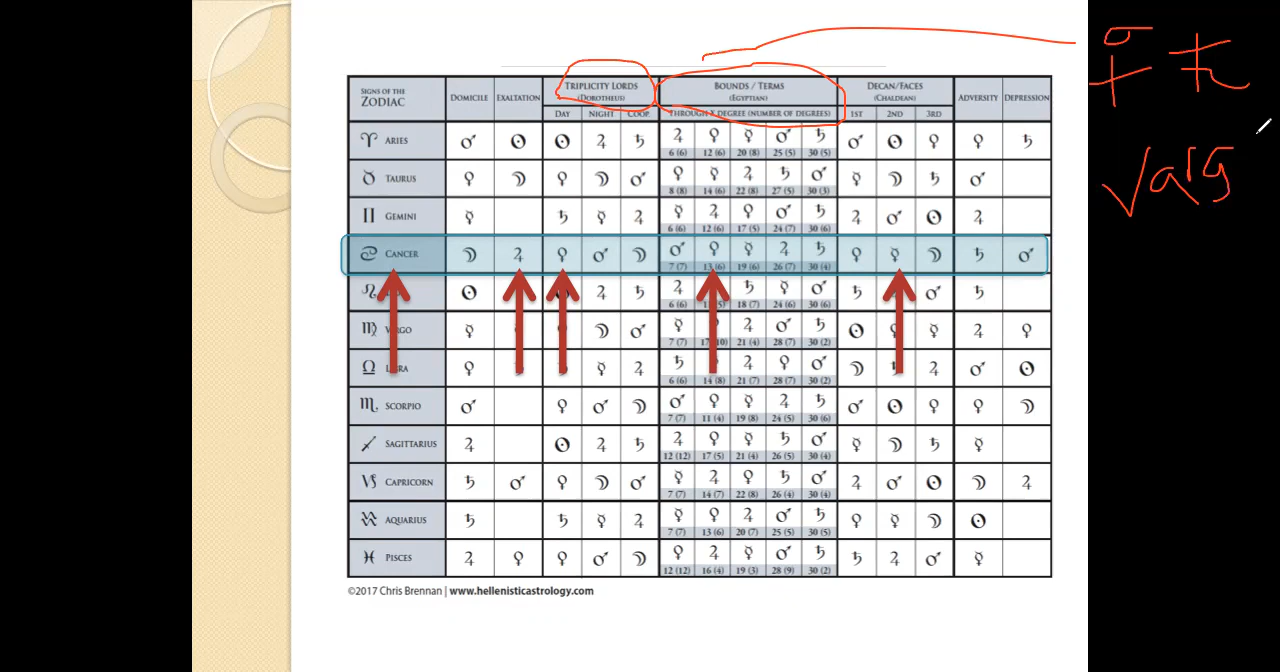 SIGNS OF THE ZODIAC DOMICILE EXALTATION TRIPLICITY LORDS (DOROTHEUS) BOUNDS / TERMS (EGYPTIAN) DECAN/FACES (CHALDEAN) ADVERSITY DEPRESSION
DAY NIGHT COOP. THROUGH X DEGREE (NUMBER OF DEGREES) 1ST 2ND 3RD
♈ ARIES ♂ ☉ ☉ ♃ ♄ ♃ ♀ ☿ ♂ ♄ ♂ ☉ ♀ ♀ ♄
6 (6) 12 (6) 20 (8) 25 (5) 30 (5)
♉ TAURUS ♀ ☽ ♀ ☽ ♂ ♀ ☿ ♃ ♄ ♂ ☿ ☽ ♄ ♂
8 (8) 14 (6) 22 (8) 27 (5) 30 (3)
♊ GEMINI ☿ ♄ ☿ ♃ ☿ ♃ ♀ ♂ ♄ ♃ ♂ ☉ ♃
6 (6) 12 (6) 17 (5) 24 (7) 30 (6)
♋ CANCER ☽ ♃ ♀ ♂ ☽ ♂ ♀ ☿ ♃ ♄ ♀ ☿ ☽ ♄ ♂
7 (7) 13 (6) 19 (6) 26 (7) 30 (4)
♌ ☉ ☉ ♃ ♄ ♃ ♄ ☿ ♂ ♄ ♂ ♄
6 (6) 18 (7) 24 (6) 30 (6)
♍ VIRGO ☿ ☽ ♂ ☿ ♃ ♂ ♄ ☉ ♀ ☿ ♃ ♀
7 (7) 17 (10) 21 (4) 28 (7) 30 (2)
♎ LIBRA ♀ ☿ ♃ ♄ ♃ ♀ ♂ ☽ ♃ ♂ ☉
6 (6) 14 (8) 21 (7) 28 (7) 30 (2)
♏ SCORPIO ♂ ♀ ♂ ☽ ♂ ♀ ☿ ♃ ♄ ♂ ☉ ♀ ♀ ☽
7 (7) 11 (4) 19 (8) 24 (5) 30 (6)
♐ SAGITTARIUS ♃ ☉ ♃ ♄ ♃ ♀ ☿ ♄ ♂ ☿ ☽ ♄ ☿
12 (12) 17 (5) 21 (4) 26 (5) 30 (4)
♑ CAPRICORN ♄ ♂ ♀ ☽ ♂ ☿ ♃ ♀ ♄ ♂ ♃ ♂ ☉ ☽ ♃
7 (7) 14 (7) 22 (8) 26 (4) 30 (4)
♒ AQUARIUS ♄ ♄ ☿ ♃ ☿ ♀ ♃ ♂ ♄ ♀ ☿ ☽ ☉
7 (7) 13 (6) 20 (7) 25 (5) 30 (5)
♓ PISCES ♃ ♀ ♀ ♂ ☽ ♀ ♃ ☿ ♂ ♄ ♄ ♃ ♂ ☿
12 (12) 16 (4) 19 (3) 28 (9) 30 (2)
©2017 Chris Brennan | www.hellenisticastrology.com